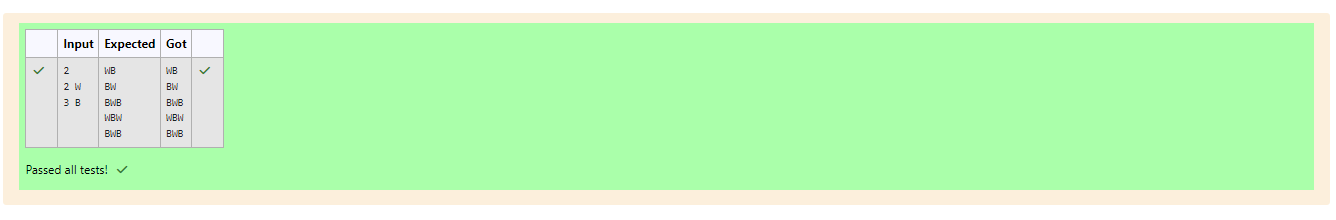 Input Expected Got
2 WB WB
2 W BW BW
3 B BWB BWB
WBW WBW
BWB BWB
Passed all tests!